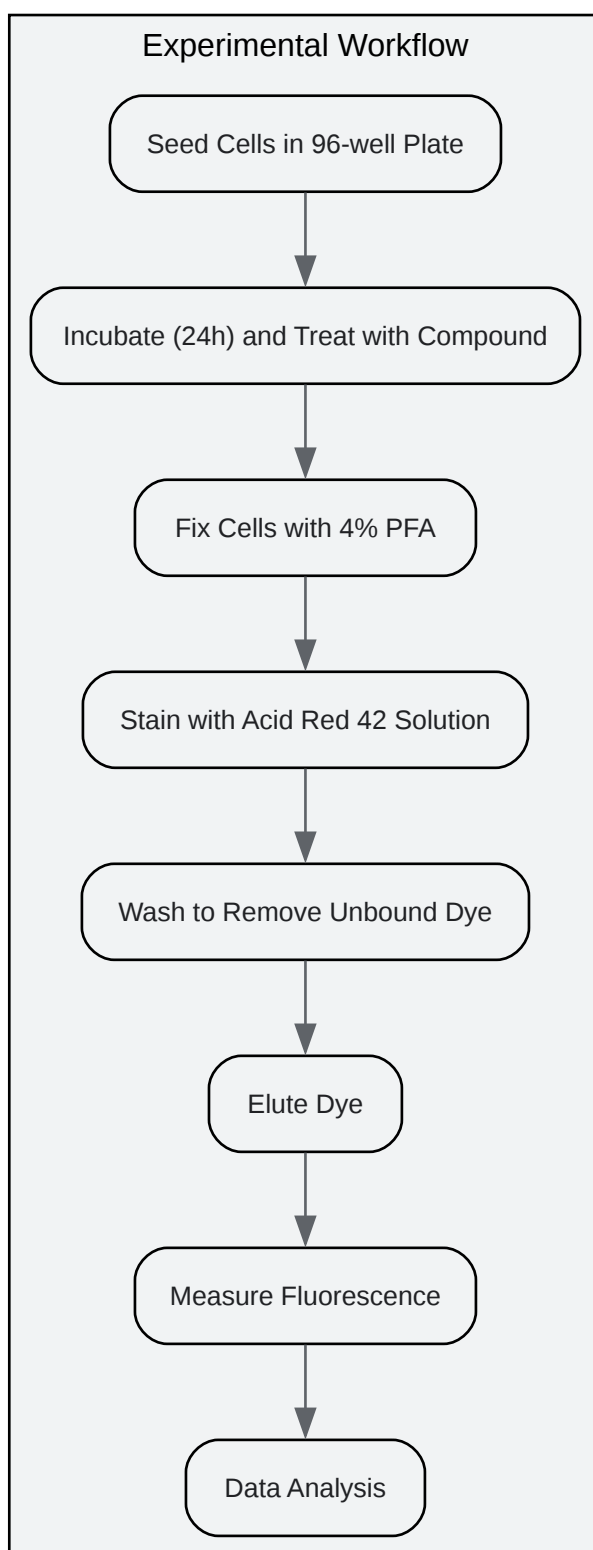 Experimental Workflow
Seed Cells in 96-well Plate
Incubate (24h) and Treat with Compound
Fix Cells with 4% PFA
Stain with Acid Red 42 Solution
Wash to Remove Unbound Dye
Elute Dye
Measure Fluorescence
Data Analysis